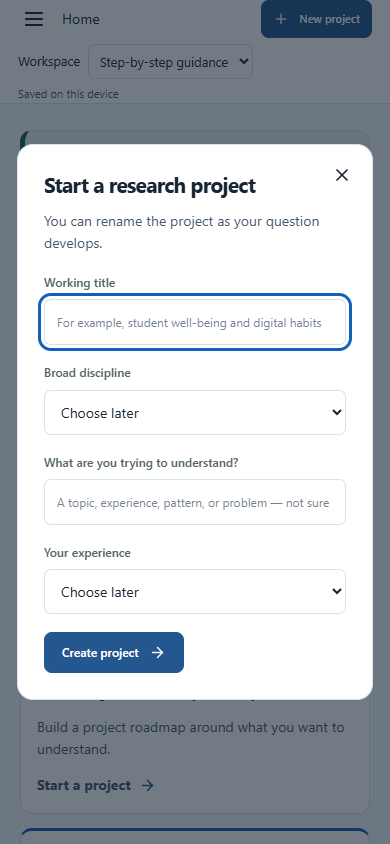 Home
New project
Workspace
Step-by-step guidance
Saved on this device
Start a research project
You can rename the project as your question
develops.
Working title
For example, student well-being and digital habits
Broad discipline
Choose later
What are you trying to understand?
A topic, experience, pattern, or problem — not sure
Your experience
Choose later
Create project
Build a project roadmap around what you want to
understand.
Start a project